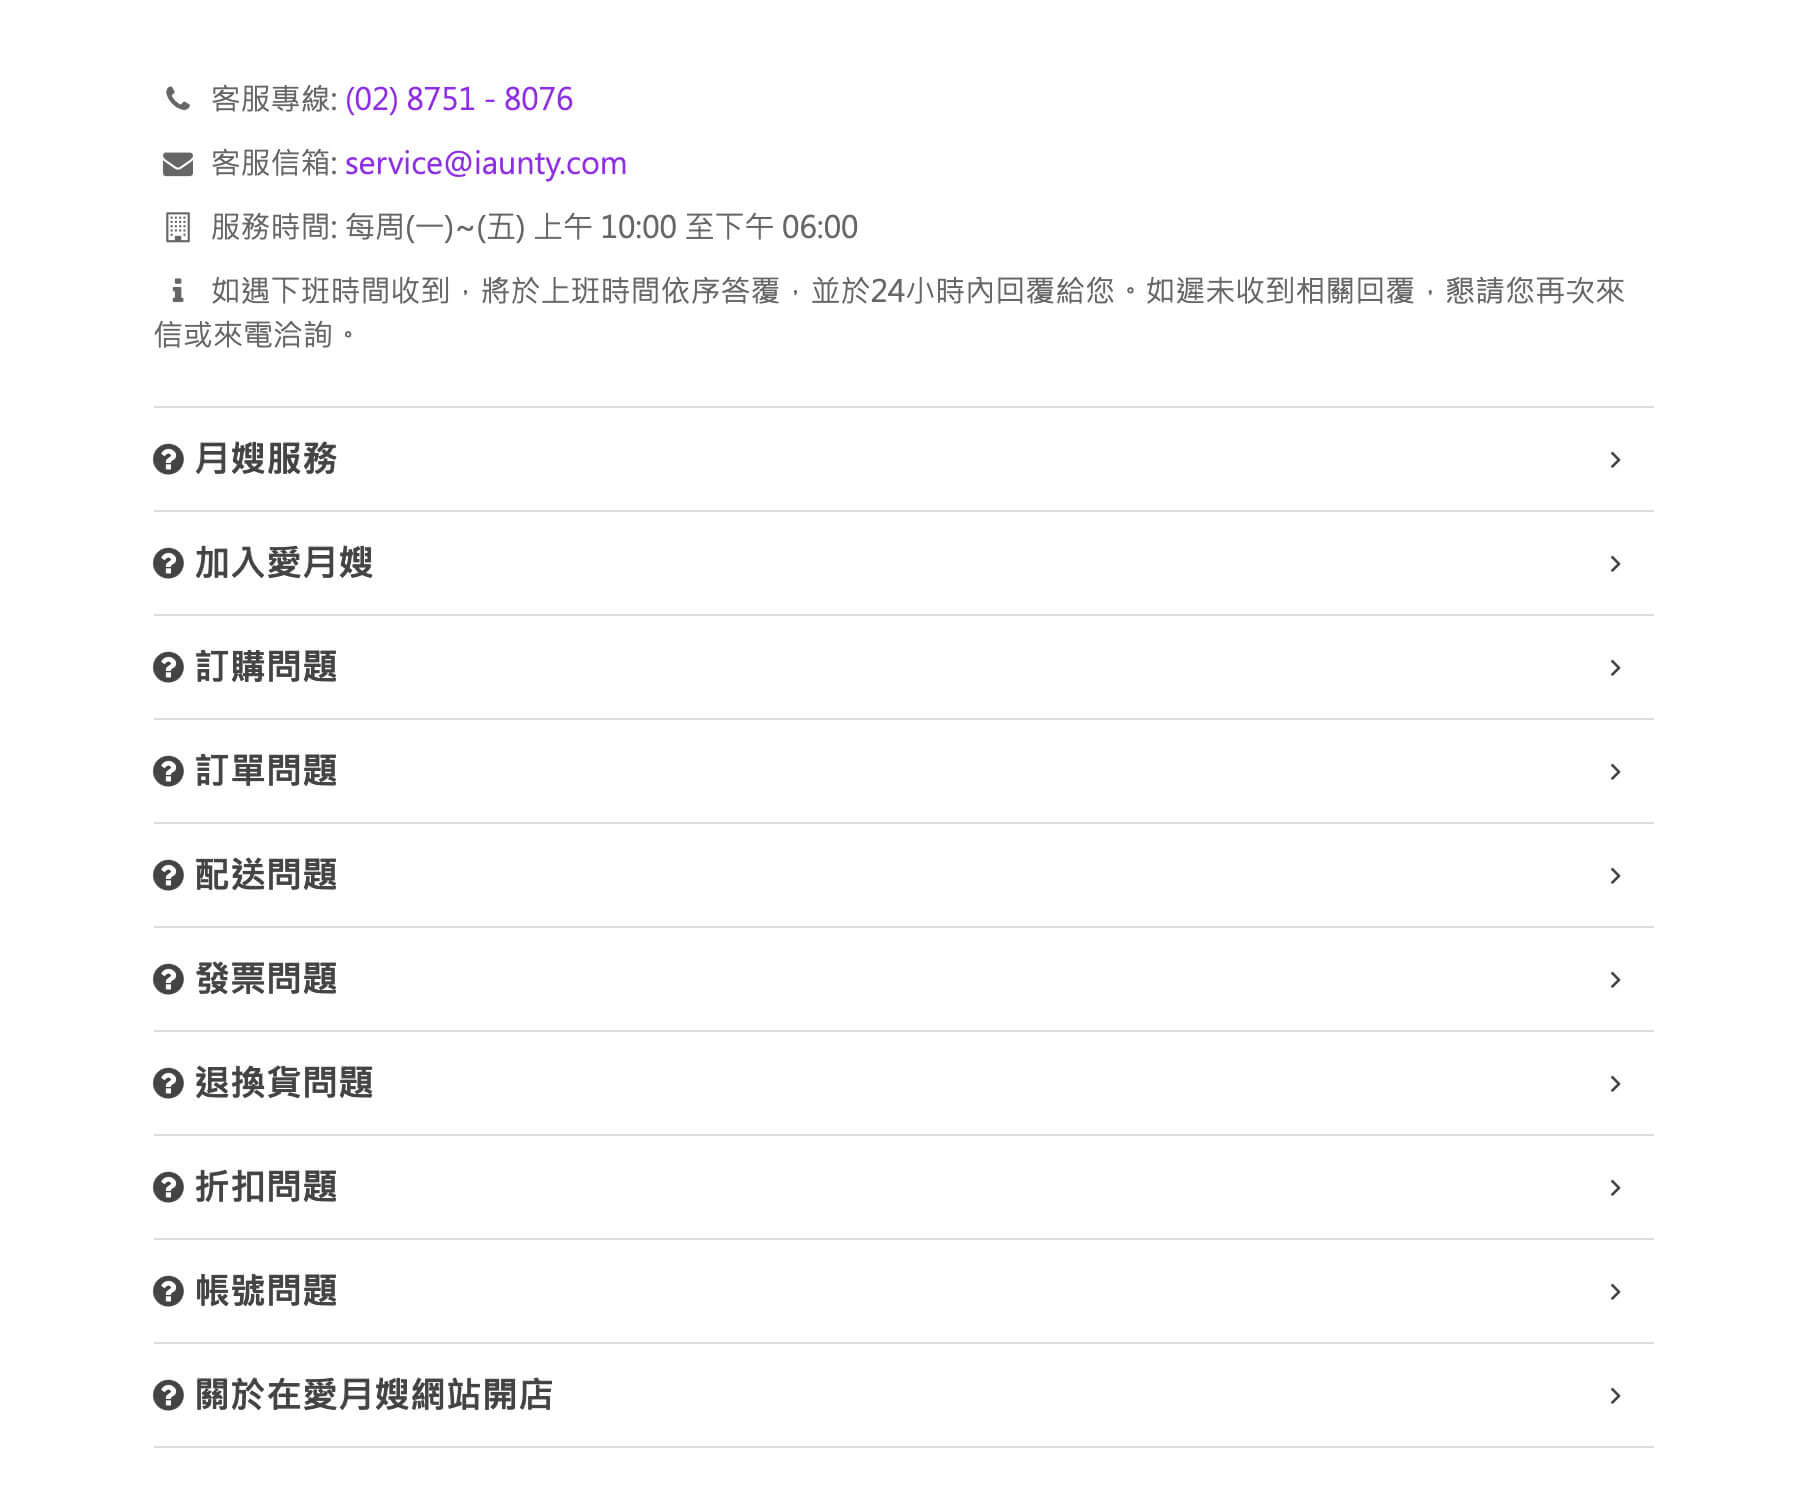 客服專線: (02) 8751 - 8076
客服信箱: service@iaunty.com
服務時間: 每周(一)~(五) 上午 10:00 至下午 06:00
如遇下班時間收到，將於上班時間依序答覆，並於24小時內回覆給您。如遲未收到相關回覆，懇請您再次來
信或來電洽詢。
月嫂服務
加入愛月嫂
訂購問題
訂單問題
配送問題
發票問題
退換貨問題
折扣問題
帳號問題
關於在愛月嫂網站開店